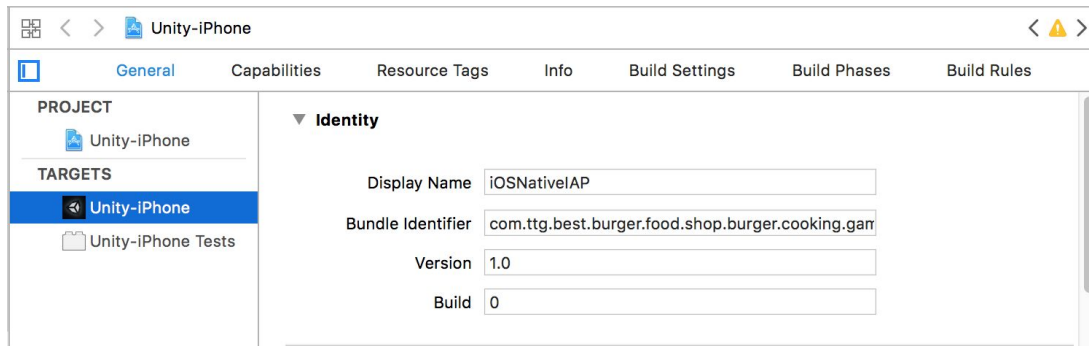 Unity-iPhone
General Capabilities Resource Tags Info Build Settings Build Phases Build Rules
PROJECT
Unity-iPhone
TARGETS
Unity-iPhone
Unity-iPhone Tests
Identity
Display Name iOSNativeIAP
Bundle Identifier com.ttg.best.burger.food.shop.burger.cooking.gam
Version 1.0
Build 0